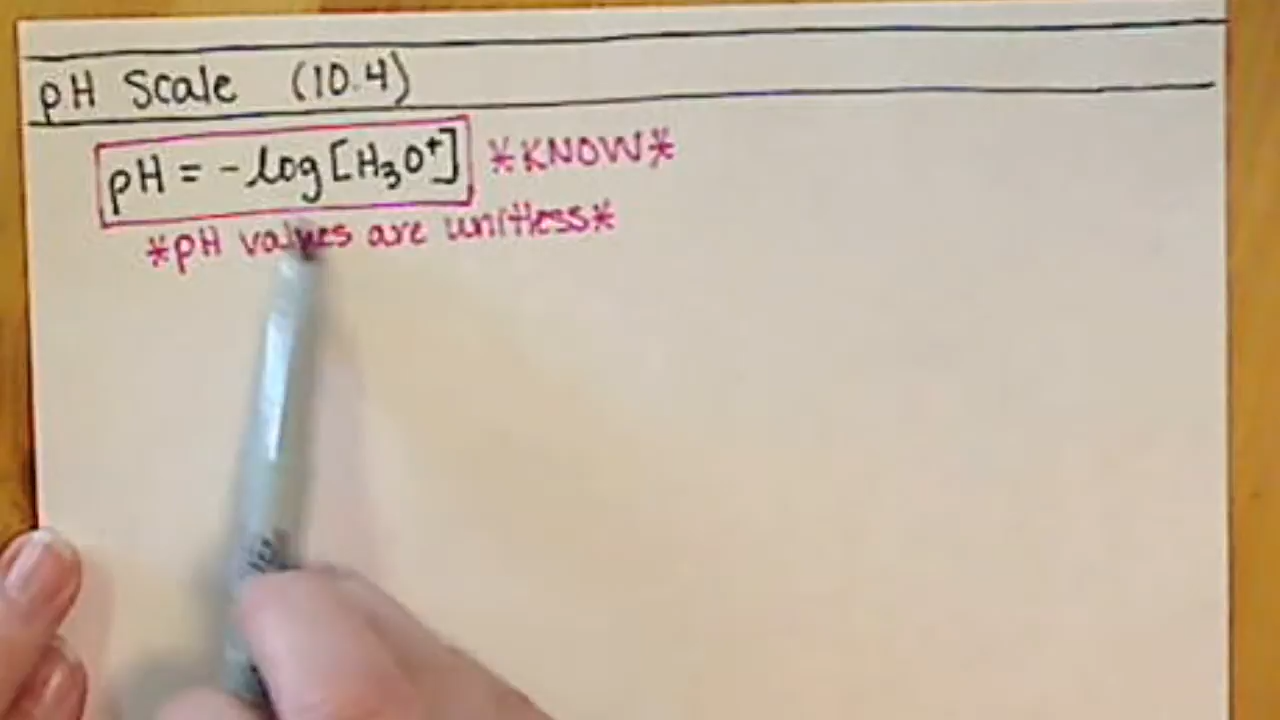 pH Scale (10.4)
pH = -log[H₃O⁺] *KNOW*
*pH values are unitless*